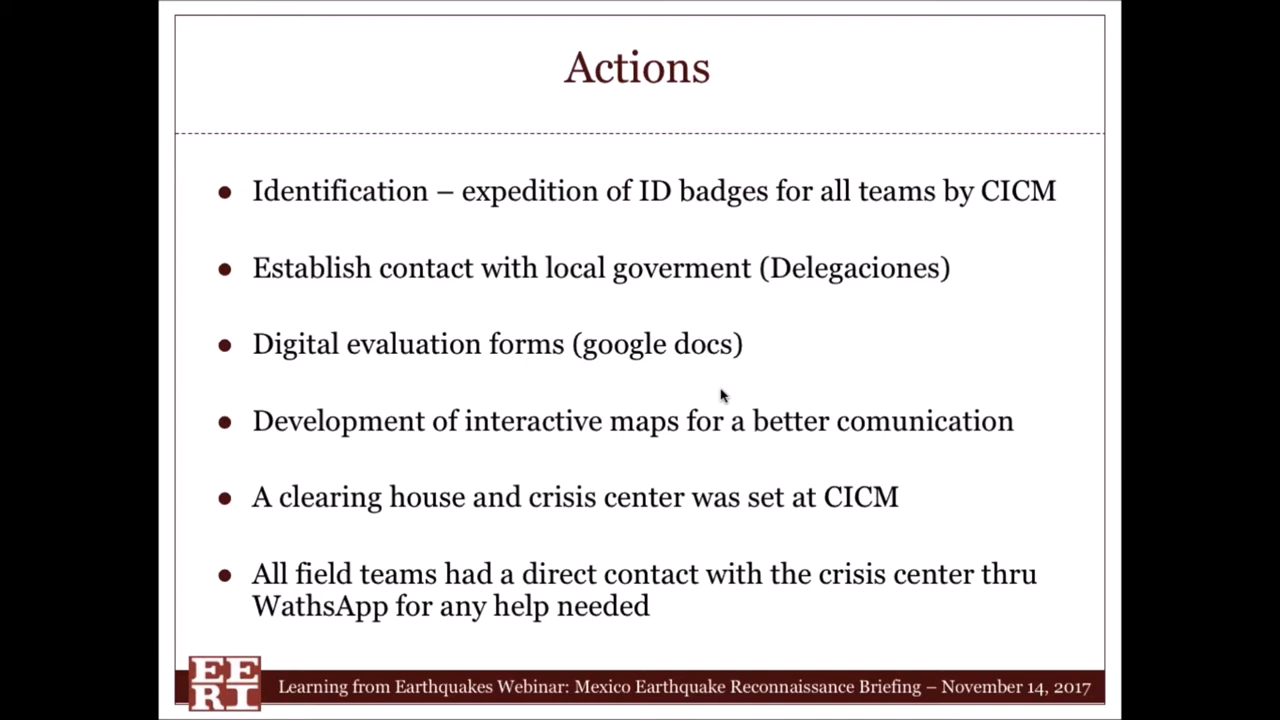 Actions
● Identification – expedition of ID badges for all teams by CICM
● Establish contact with local goverment (Delegaciones)
● Digital evaluation forms (google docs)
● Development of interactive maps for a better comunication
● A clearing house and crisis center was set at CICM
● All field teams had a direct contact with the crisis center thru
WathsApp for any help needed
EE
RI
Learning from Earthquakes Webinar: Mexico Earthquake Reconnaissance Briefing – November 14, 2017